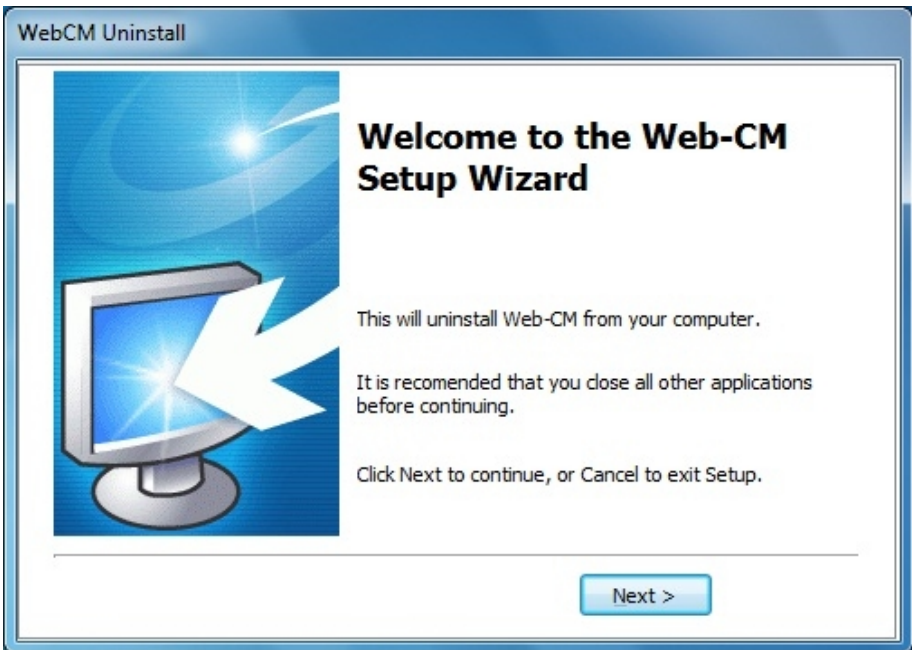 WebCM Uninstall
Welcome to the Web-CM
Setup Wizard
This will uninstall Web-CM from your computer.
It is recomended that you close all other applications
before continuing.
Click Next to continue, or Cancel to exit Setup.
Next >